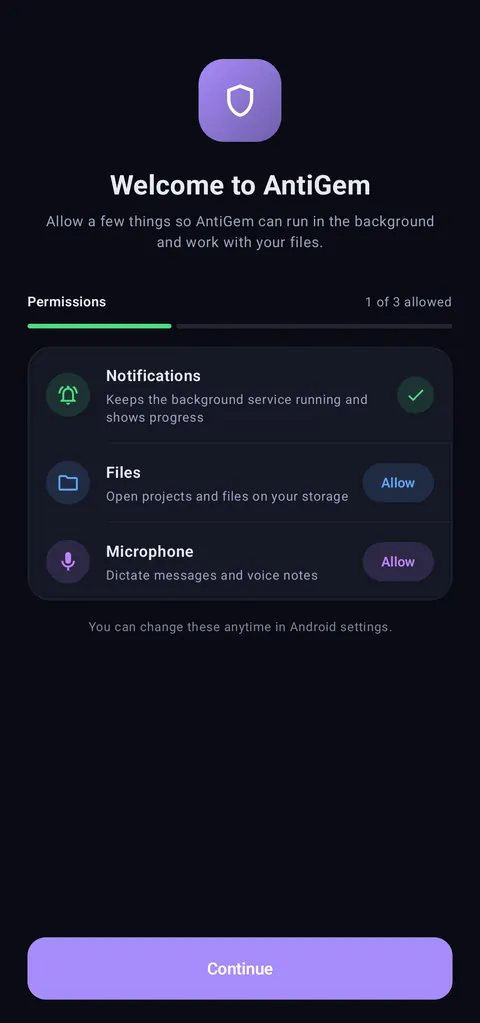 Welcome to AntiGem
Allow a few things so AntiGem can run in the background
and work with your files.
Permissions
1 of 3 allowed
Notifications
Keeps the background service running and
shows progress
Files
Open projects and files on your storage
Allow
Microphone
Dictate messages and voice notes
Allow
You can change these anytime in Android settings.
Continue